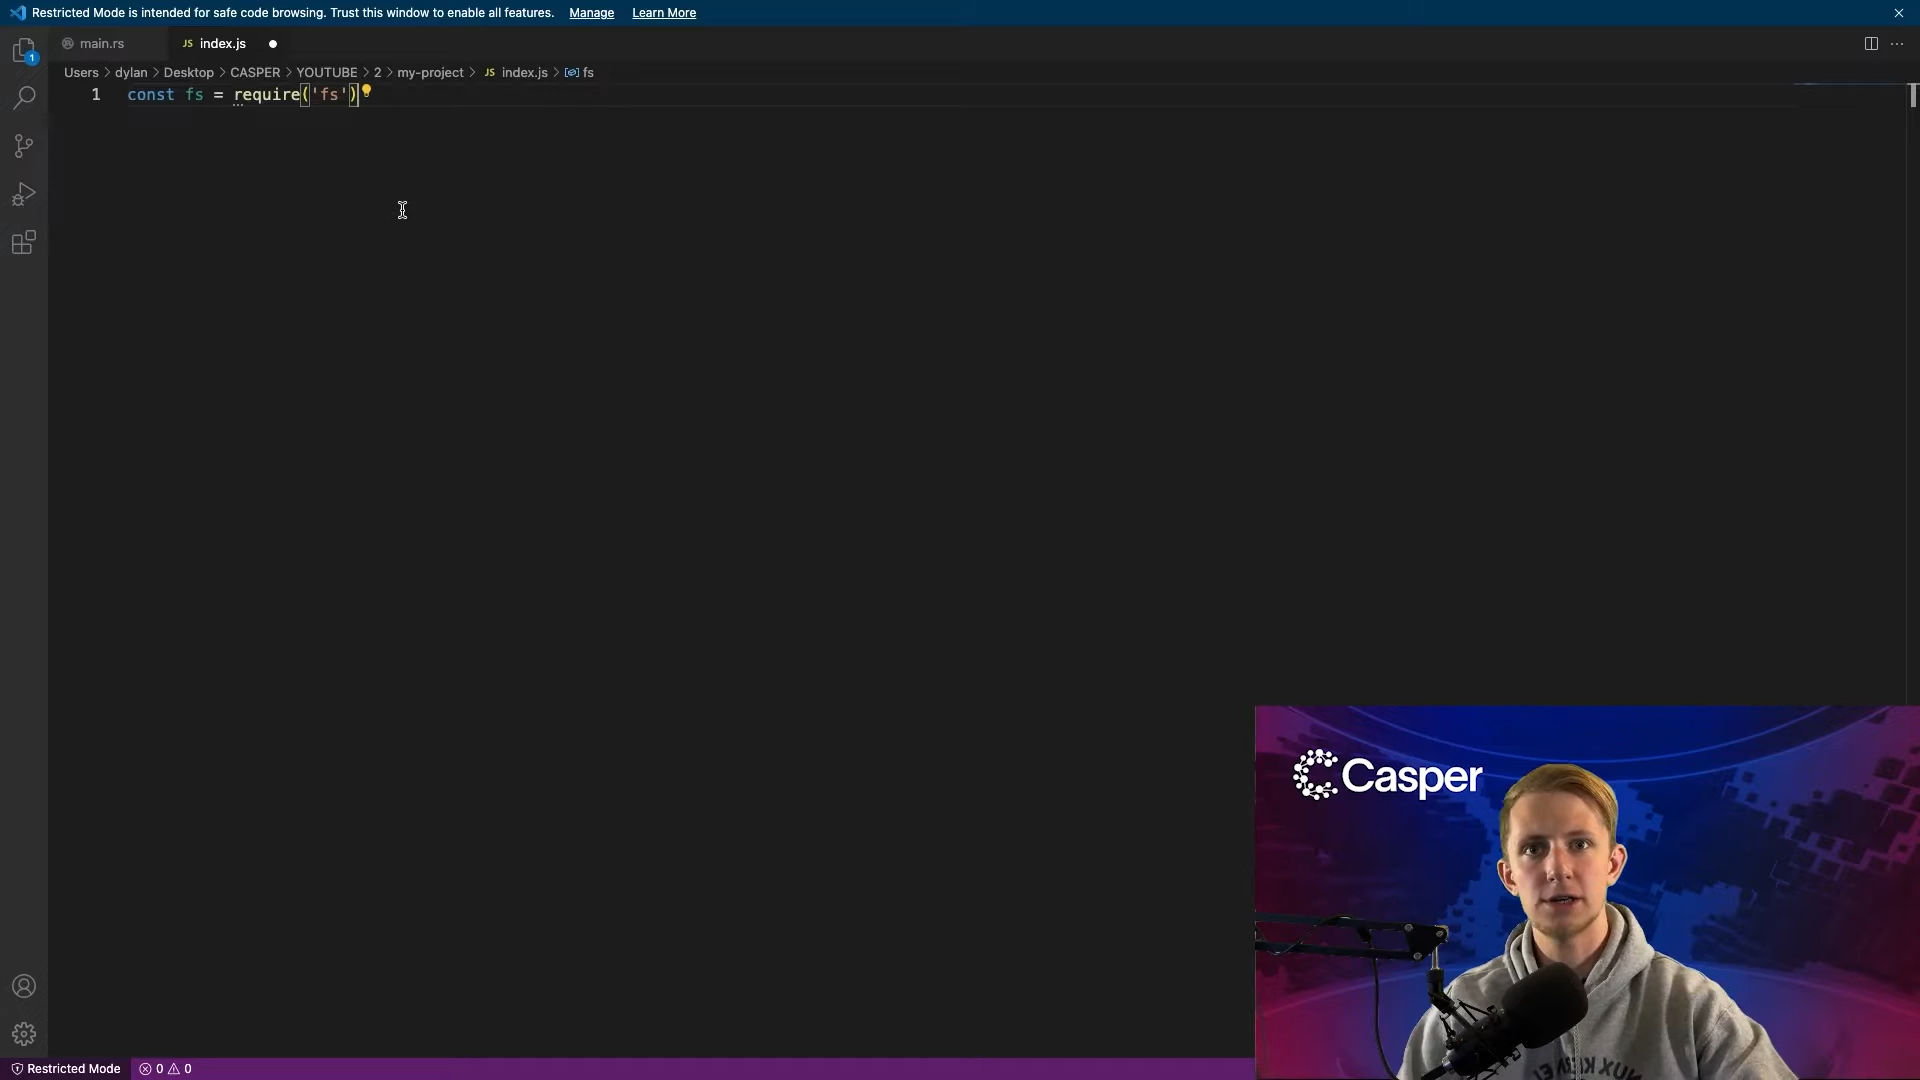 Restricted Mode is intended for safe code browsing. Trust this window to enable all features. Manage Learn More
main.rs JS index.js
Users > dylan > Desktop > CASPER > YOUTUBE > 2 > my-project > JS index.js > fs
1 const fs = require('fs')
1
Casper
Restricted Mode 0 0